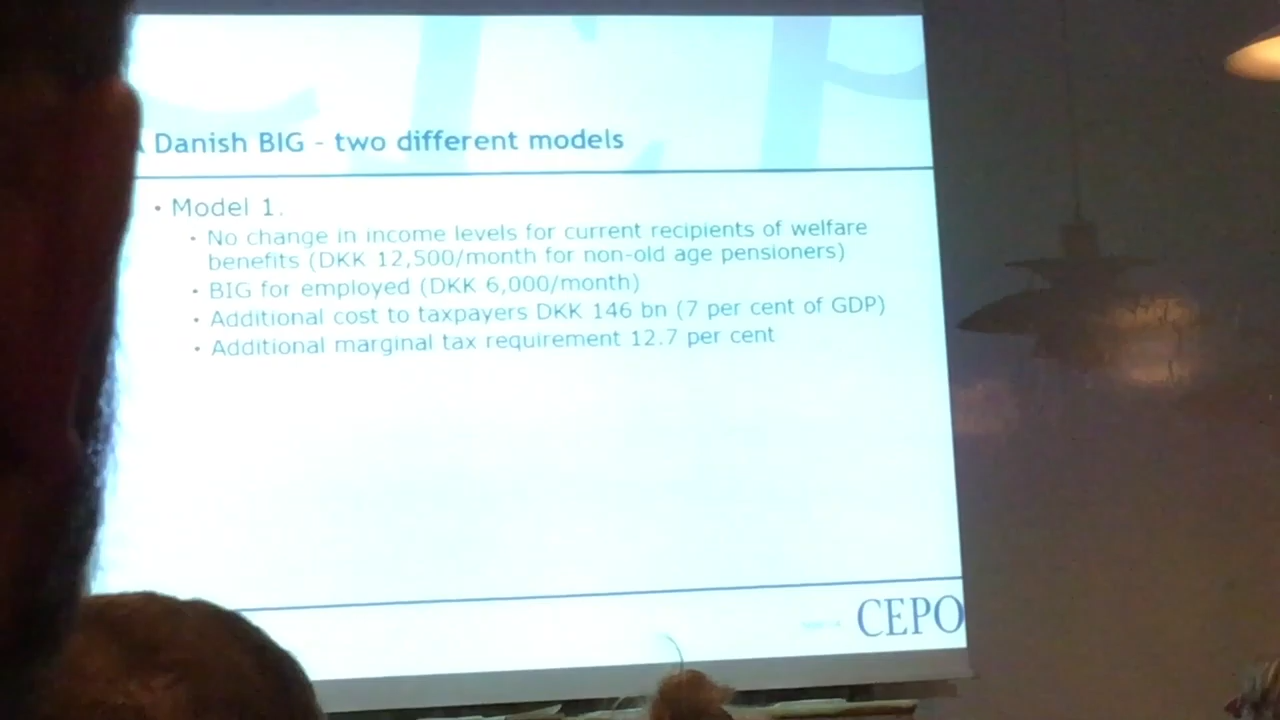 Danish BIG - two different models
• Model 1.
• No change in income levels for current recipients of welfare
benefits (DKK 12,500/month for non-old age pensioners)
• BIG for employed (DKK 6,000/month)
• Additional cost to taxpayers DKK 146 bn (7 per cent of GDP)
• Additional marginal tax requirement 12.7 per cent
CEPO